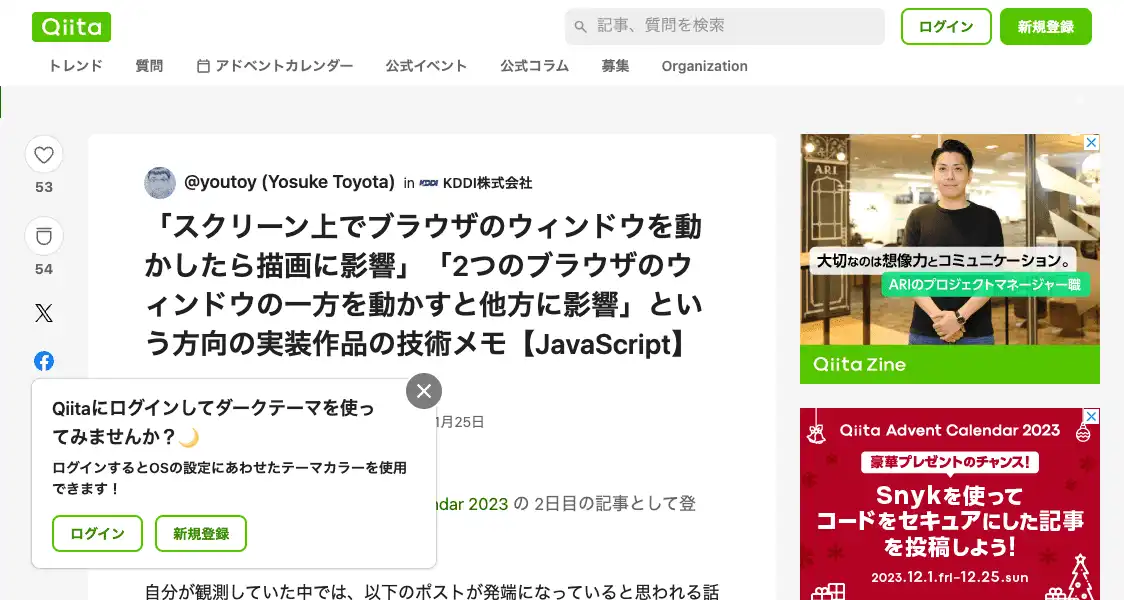 Qiita
記事、質問を検索
ログイン
新規登録
トレンド
質問
アドベントカレンダー
公式イベント
公式コラム
募集
Organization
53
54
@youtoy (Yosuke Toyota) in KDDI KDDI株式会社
「スクリーン上でブラウザのウィンドウを動
かしたら描画に影響」「2つのブラウザのウ
ィンドウの一方を動かすと他方に影響」とい
う方向の実装作品の技術メモ【JavaScript】
月25日
Qiitaにログインしてダークテーマを使っ
てみませんか？🌙
ログインするとOSの設定にあわせたテーマカラーを使用
できます！
ログイン
新規登録
dar 2023 の 2日目の記事として登
自分が観測していた中では、以下のポストが発端になっていると思われる話
ARI
大切なのは想像力とコミュニケーション。
ARIのプロジェクトマネージャー職
Qiita Zine
Qiita Advent Calendar 2023
豪華プレゼントのチャンス!
Snykを使って
コードをセキュアにした記事
を投稿しよう!
2023.12.1.fri-12.25.sun